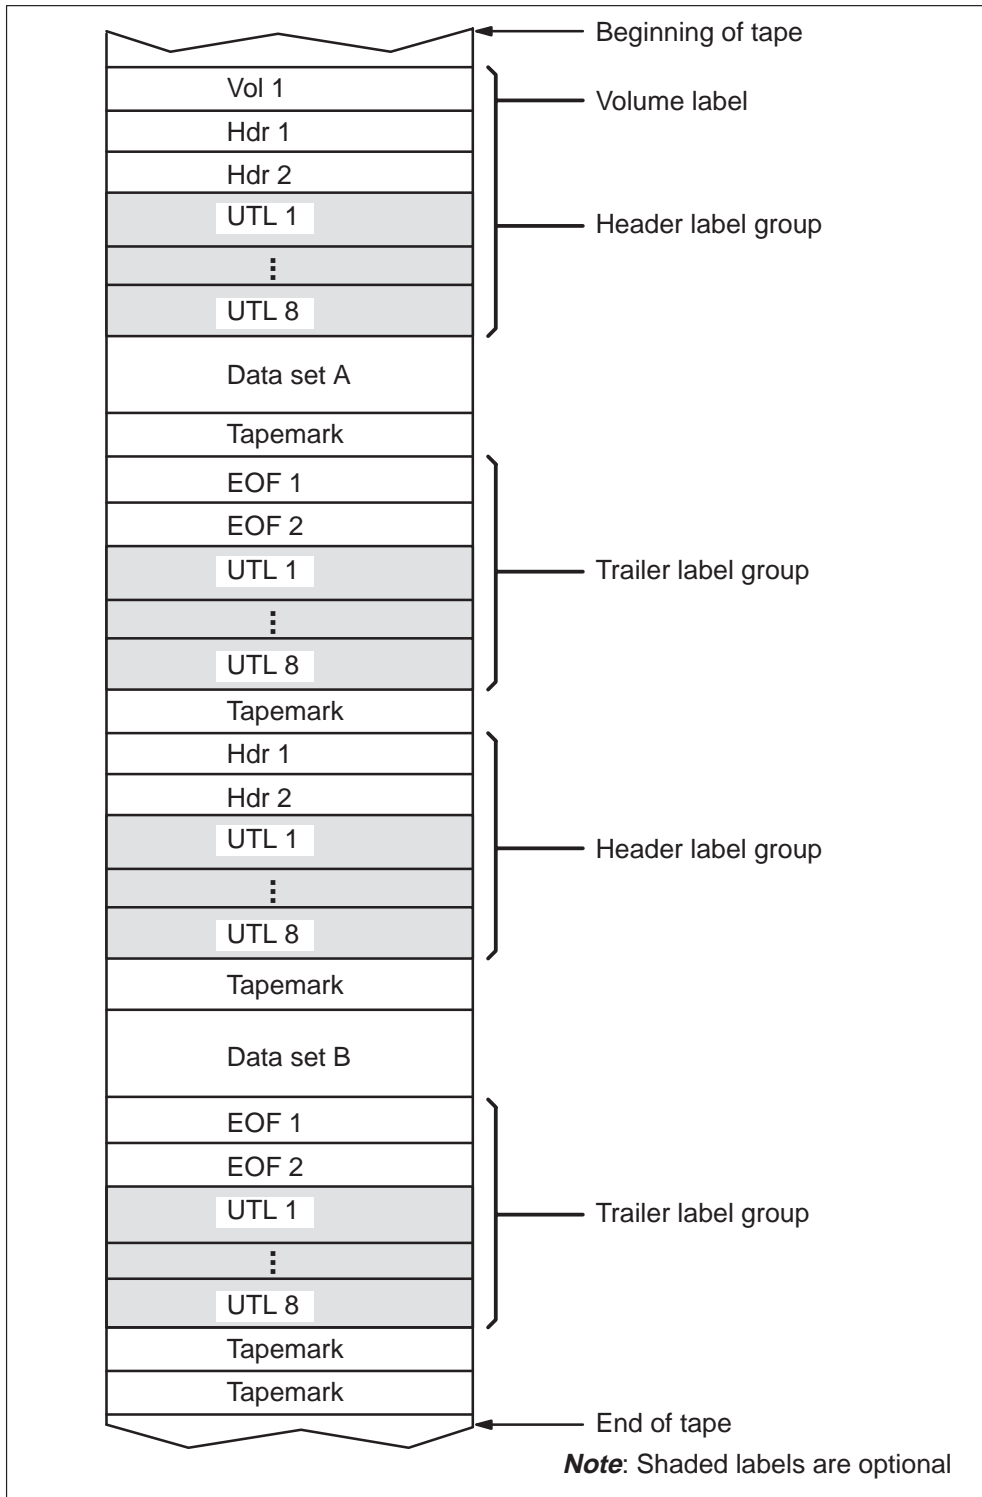 Beginning of tape
Vol 1
Volume label
Hdr 1
Hdr 2
UTL 1
Header label group
UTL 8
Data set A
Tapemark
EOF 1
EOF 2
UTL 1
Trailer label group
UTL 8
Tapemark
Hdr 1
Hdr 2
UTL 1
Header label group
UTL 8
Tapemark
Data set B
EOF 1
EOF 2
UTL 1
Trailer label group
UTL 8
Tapemark
Tapemark
End of tape
Note: Shaded labels are optional